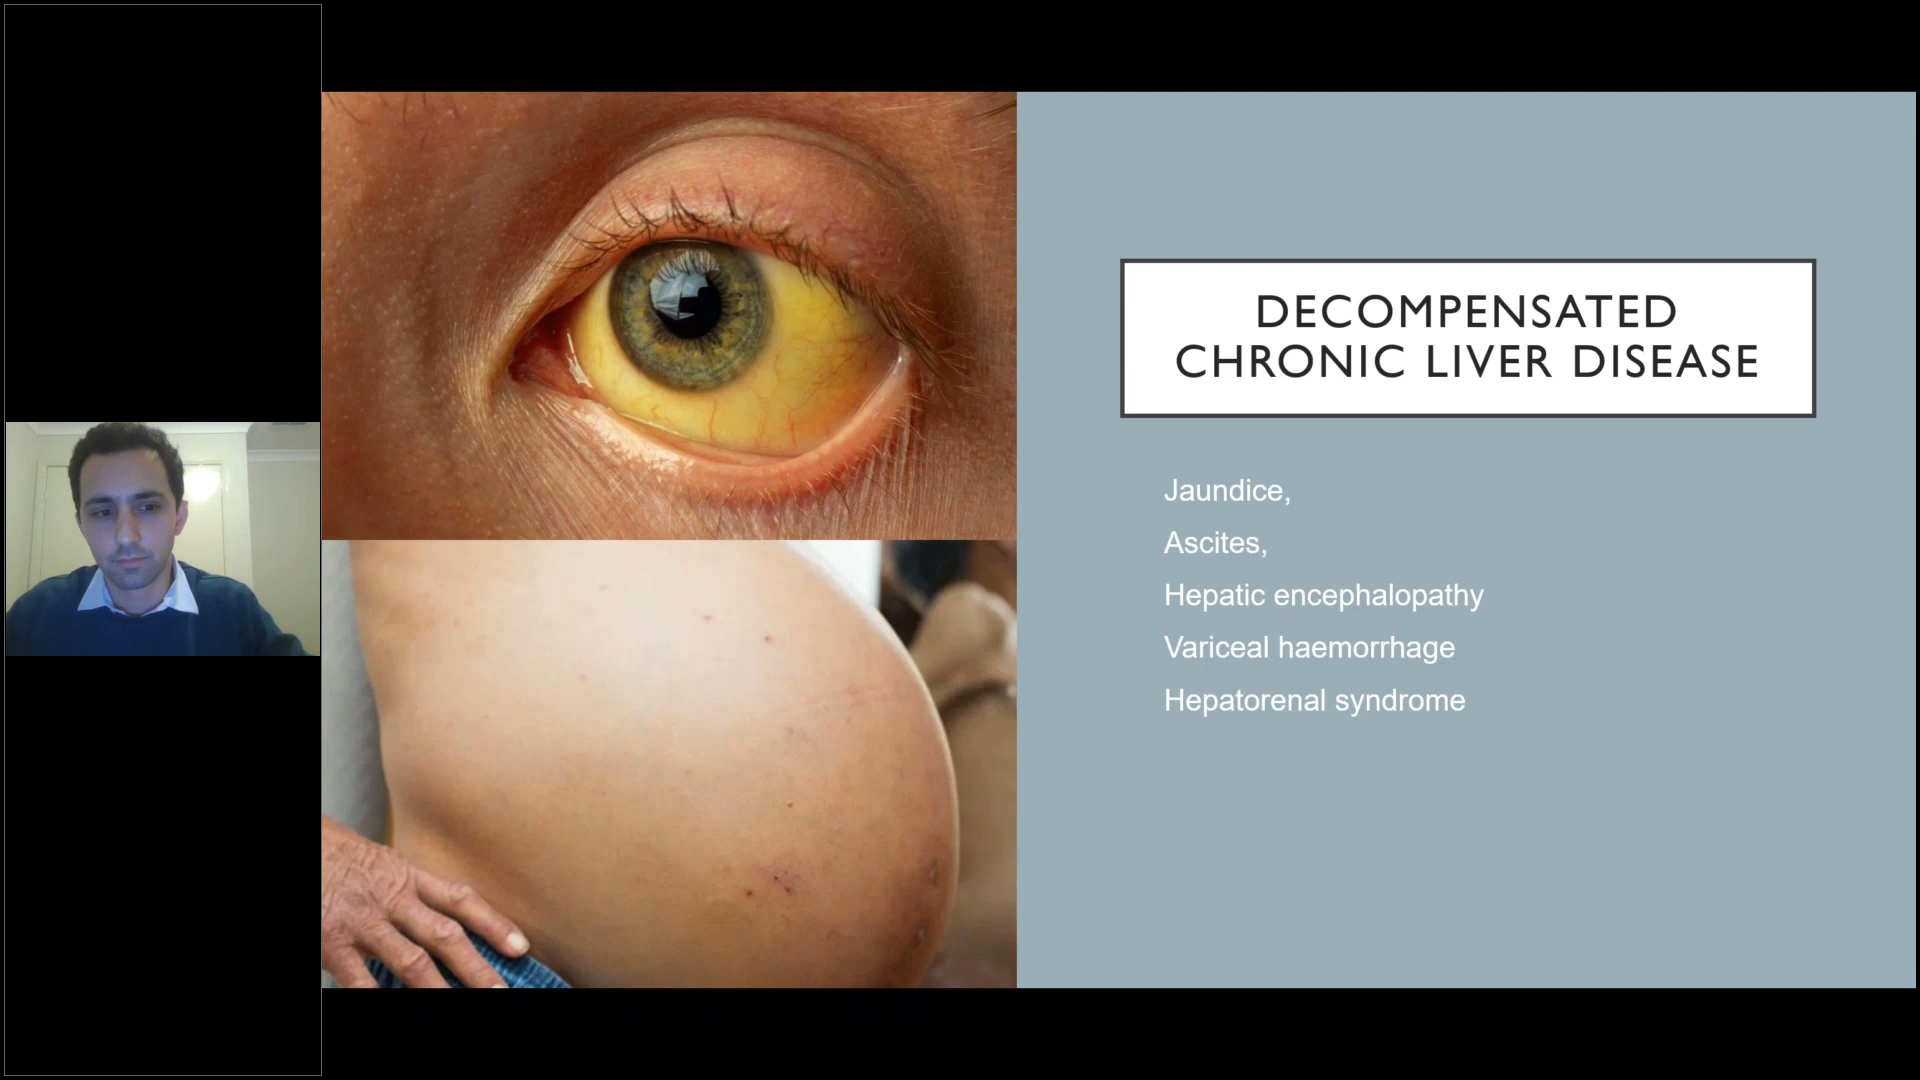 DECOMPENSATED
CHRONIC LIVER DISEASE
Jaundice,
Ascites,
Hepatic encephalopathy
Variceal haemorrhage
Hepatorenal syndrome